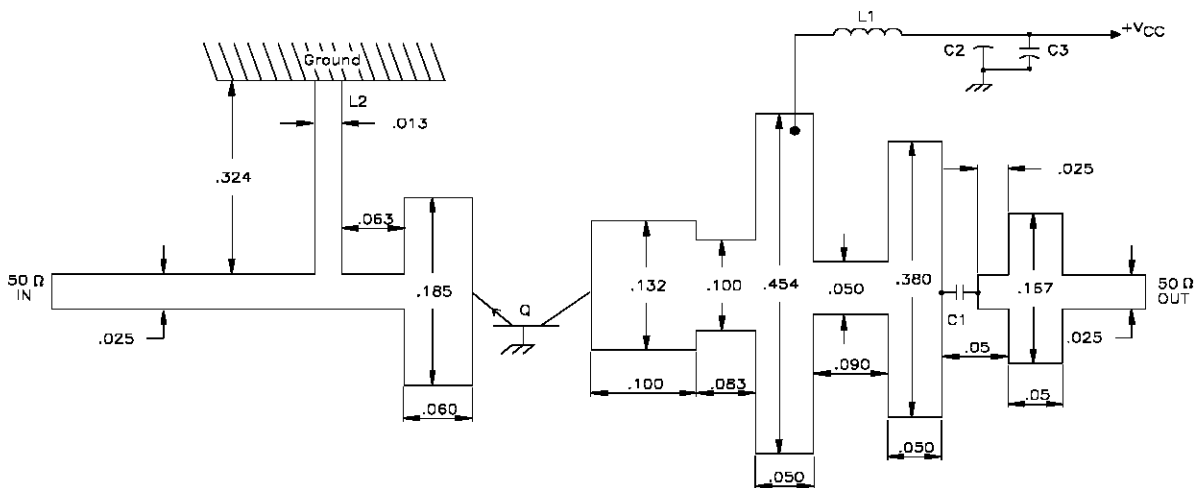 L1
+VCC
C2
C3
Ground
L2
.013
.324
.025
.063
50 Ω
IN
.185
.132
.100
.454
.050
.380
.167
50 Ω
OUT
Q
C1
.025
.05
.025
.090
.100
.083
.05
.060
.050
.050